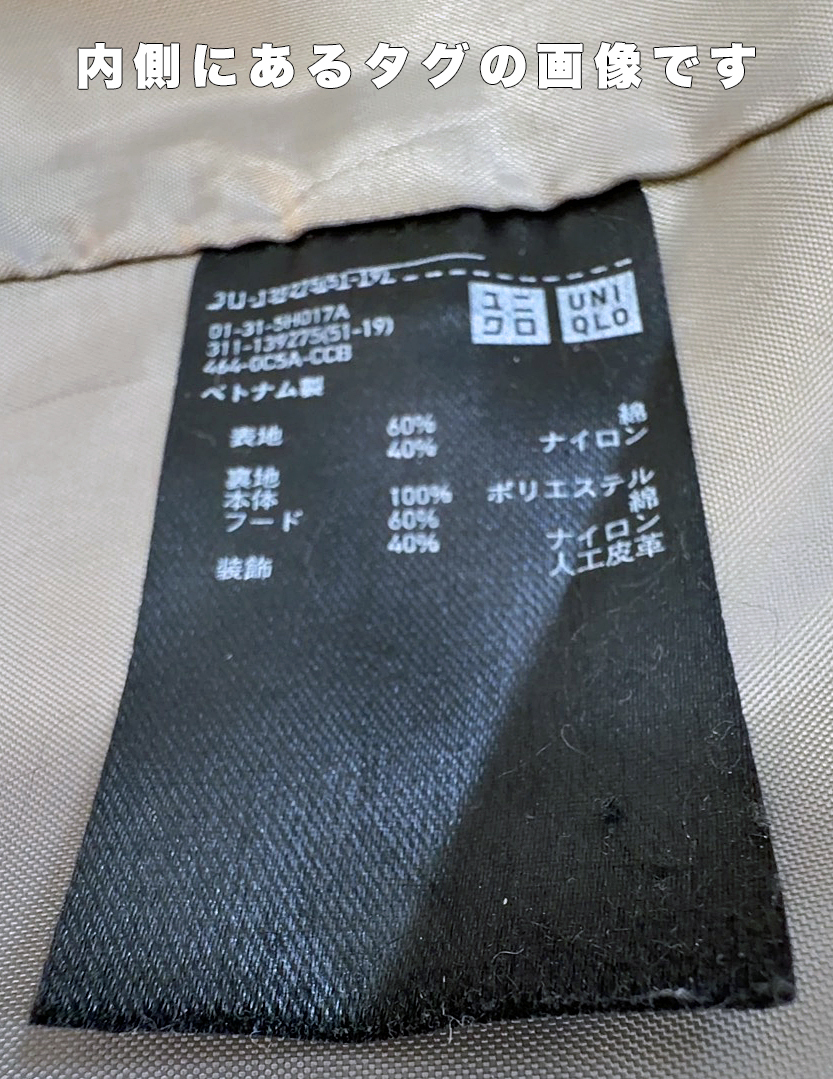 内側にあるタグの画像です
ユニクロ
UNIQLO
01-31-5H017A
311-139275(51-19)
464-0C5A-CCB
ベトナム製
表地 60% 綿
40% ナイロン
裏地
本体 100% ポリエステル
フード 60% 綿
40% ナイロン
装飾 人工皮革